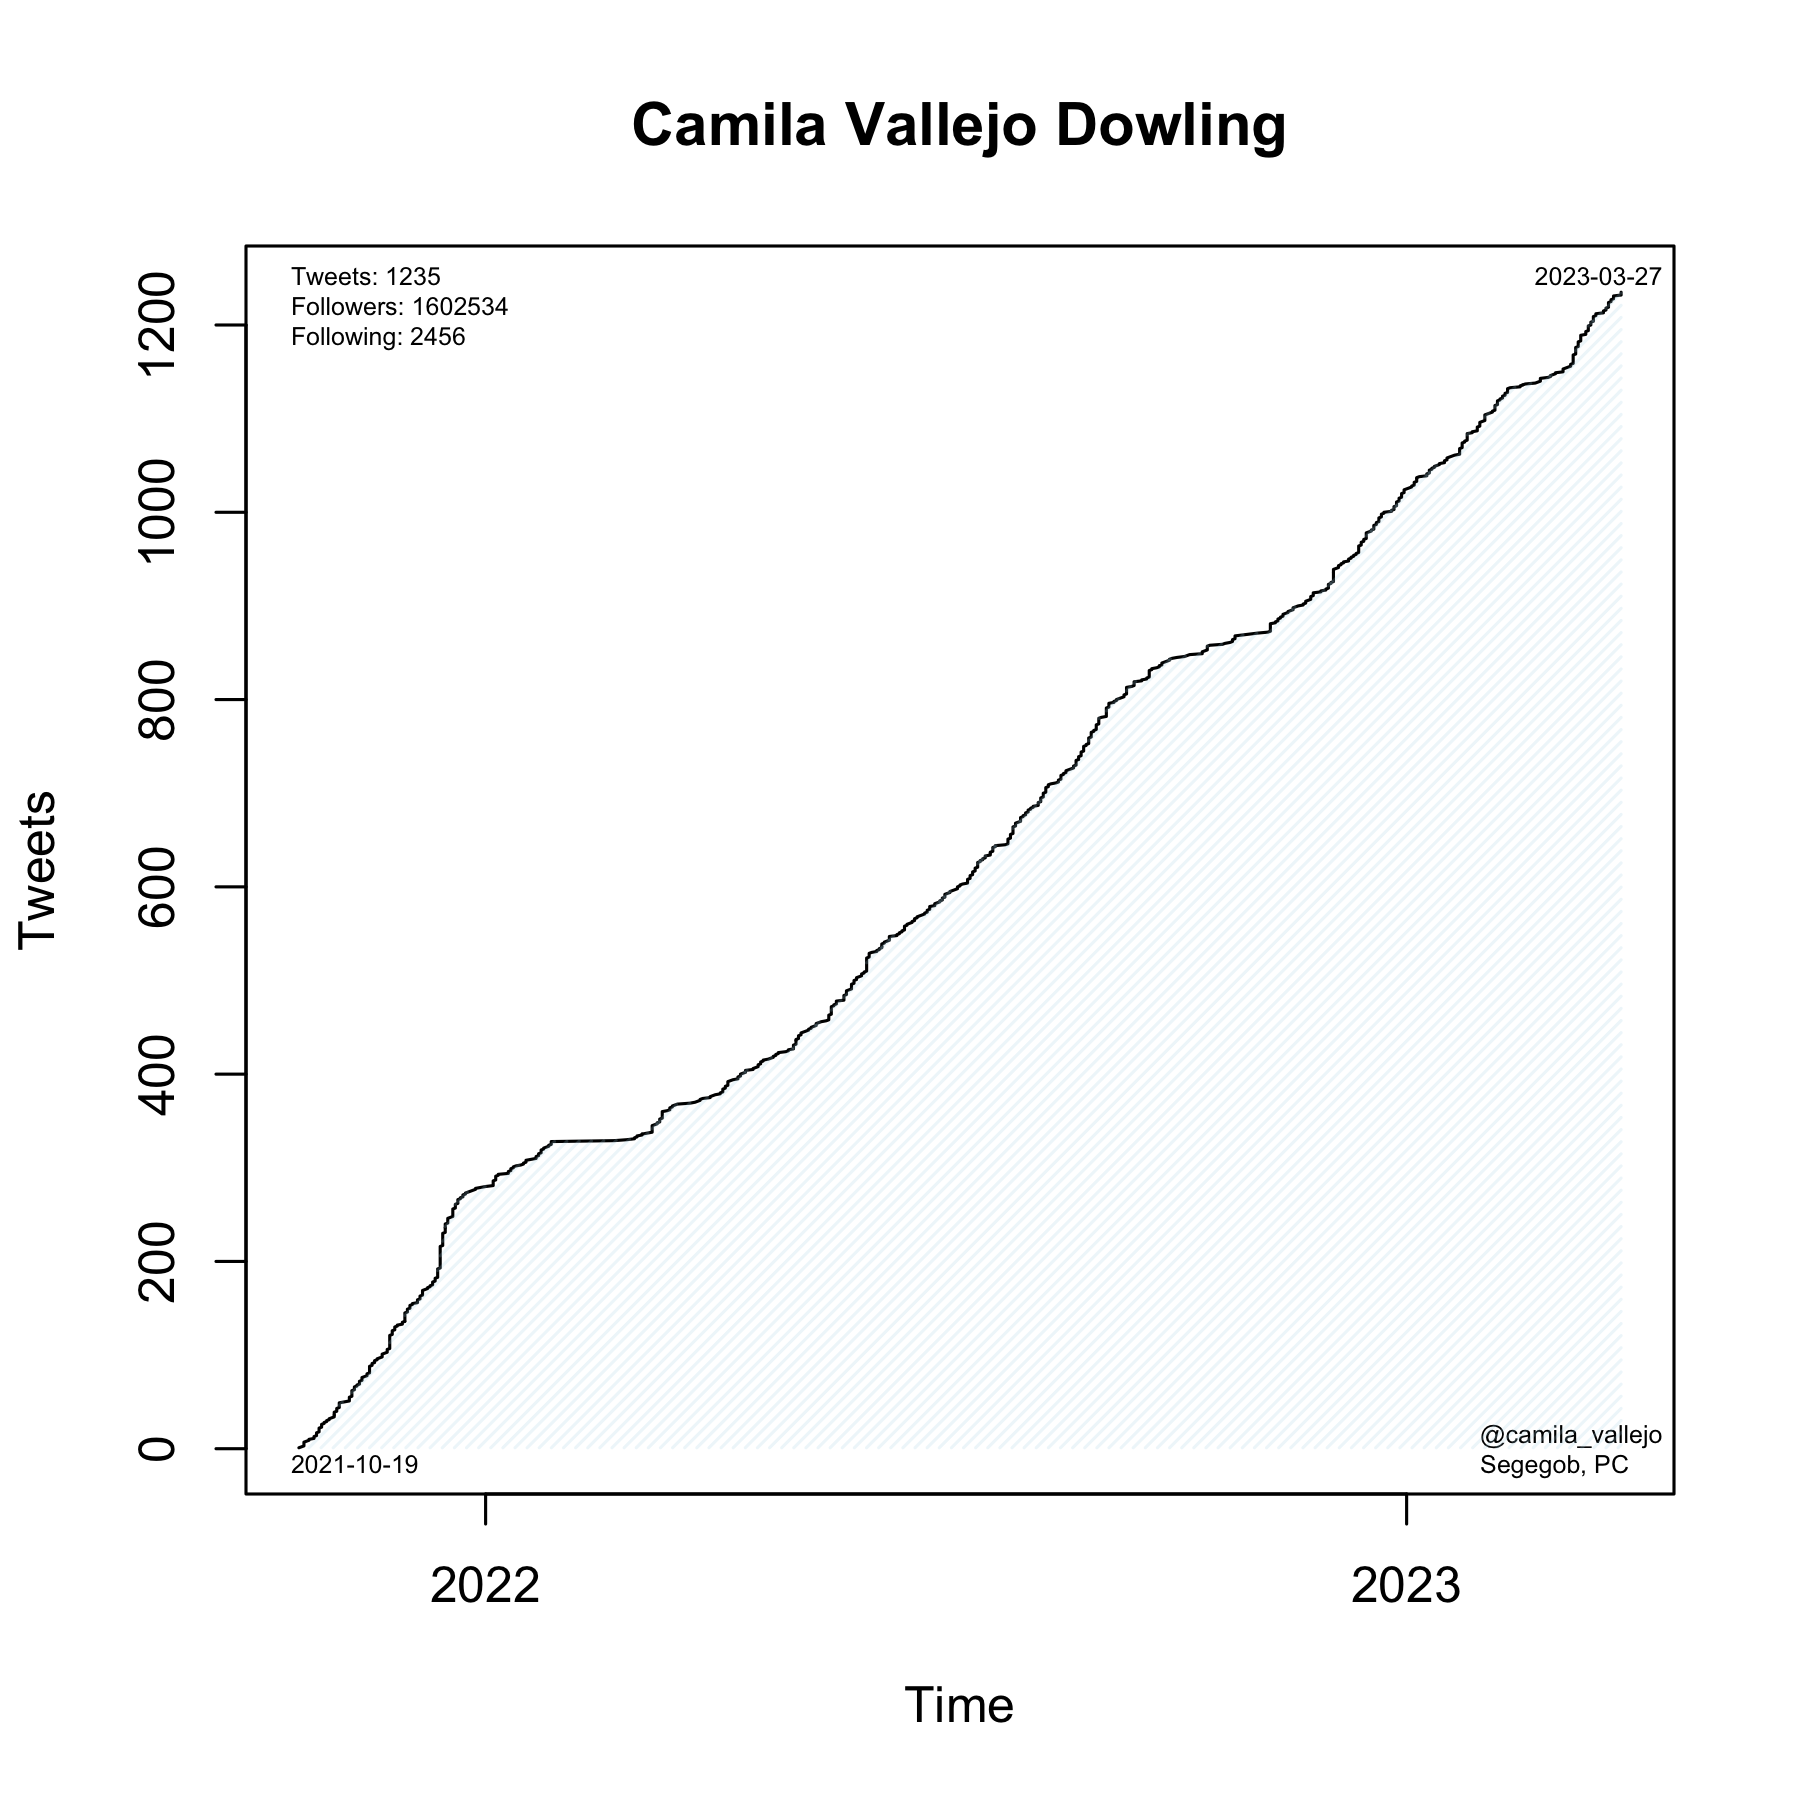 Camila Vallejo Dowling
Tweets: 1235
Followers: 1602534
Following: 2456
2023-03-27
1200
1000
800
600
400
200
0
Tweets
2021-10-19
@camila_vallejo
Segegob, PC
2022
2023
Time